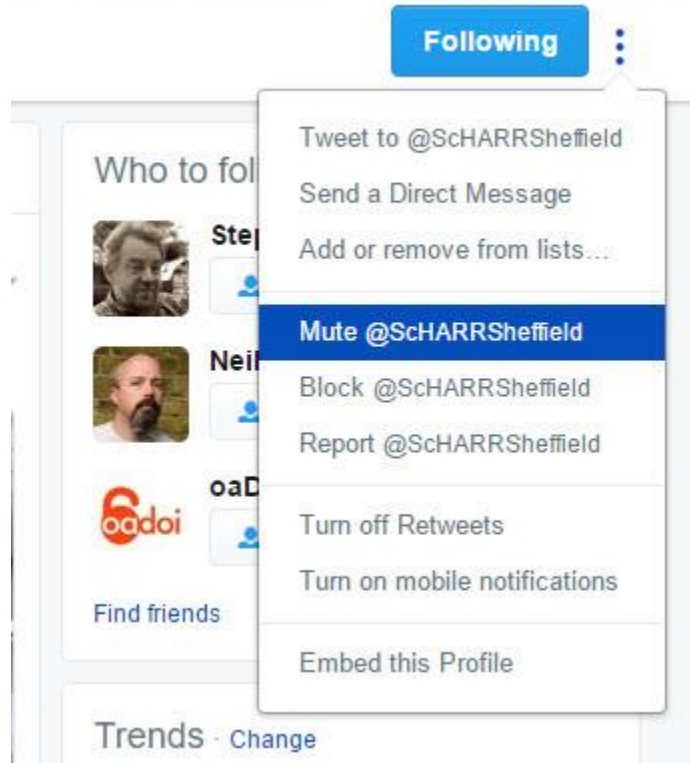 Following
Tweet to @ScHARRSheffield
Send a Direct Message
Add or remove from lists...
Mute @ScHARRSheffield
Block @ScHARRSheffield
Report @ScHARRSheffield
Turn off Retweets
Turn on mobile notifications
Embed this Profile
Who to fol
Step
Neil
oaD
oadoi
Find friends
Trends · Change